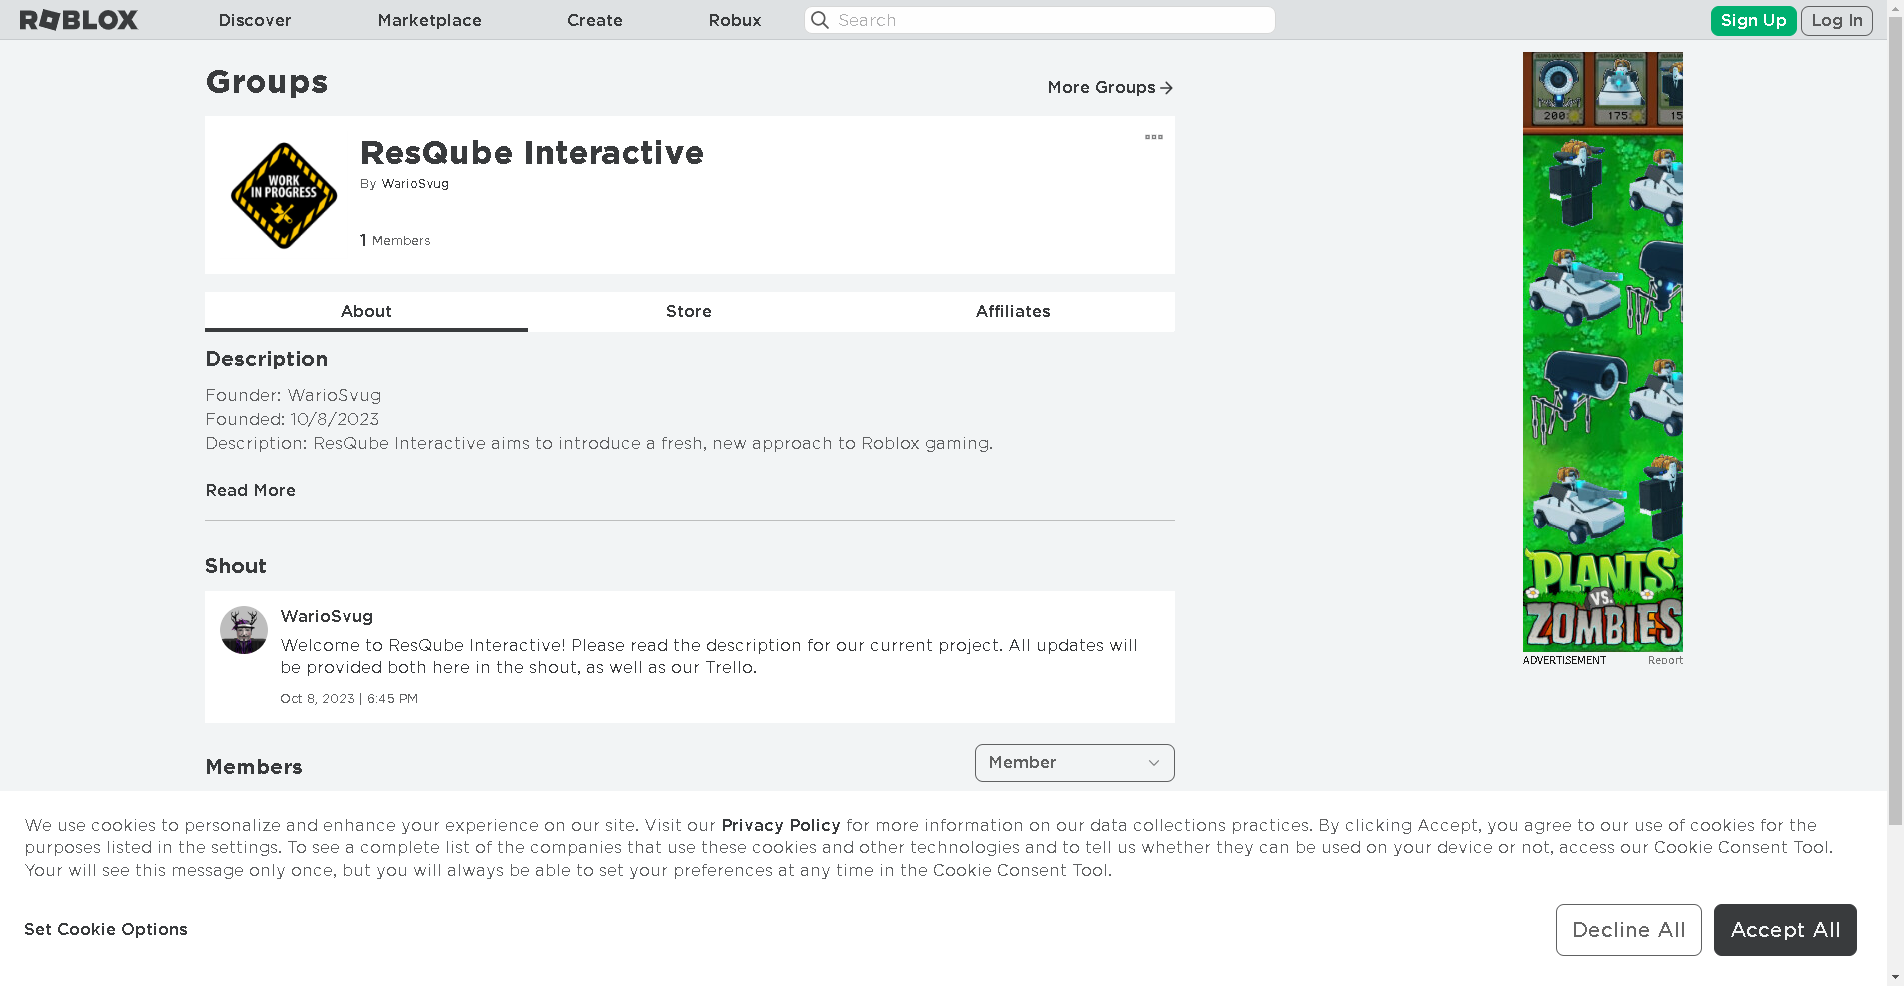 ROBLOX
Discover
Marketplace
Create
Robux
Search
Sign Up
Log In
Groups
More Groups
WORK
IN PROGRESS
ResQube Interactive
By WarioSvug
1 Members
About
Store
Affiliates
Description
Founder: WarioSvug
Founded: 10/8/2023
Description: ResQube Interactive aims to introduce a fresh, new approach to Roblox gaming.
Read More
Shout
WarioSvug
Welcome to ResQube Interactive! Please read the description for our current project. All updates will
be provided both here in the shout, as well as our Trello.
Oct 8, 2023 | 6:45 PM
Members
Member
200
175
15
PLANTS
VS.
ZOMBIES
ADVERTISEMENT
Report
We use cookies to personalize and enhance your experience on our site. Visit our Privacy Policy for more information on our data collections practices. By clicking Accept, you agree to our use of cookies for the
purposes listed in the settings. To see a complete list of the companies that use these cookies and other technologies and to tell us whether they can be used on your device or not, access our Cookie Consent Tool.
Your will see this message only once, but you will always be able to set your preferences at any time in the Cookie Consent Tool.
Set Cookie Options
Decline All
Accept All